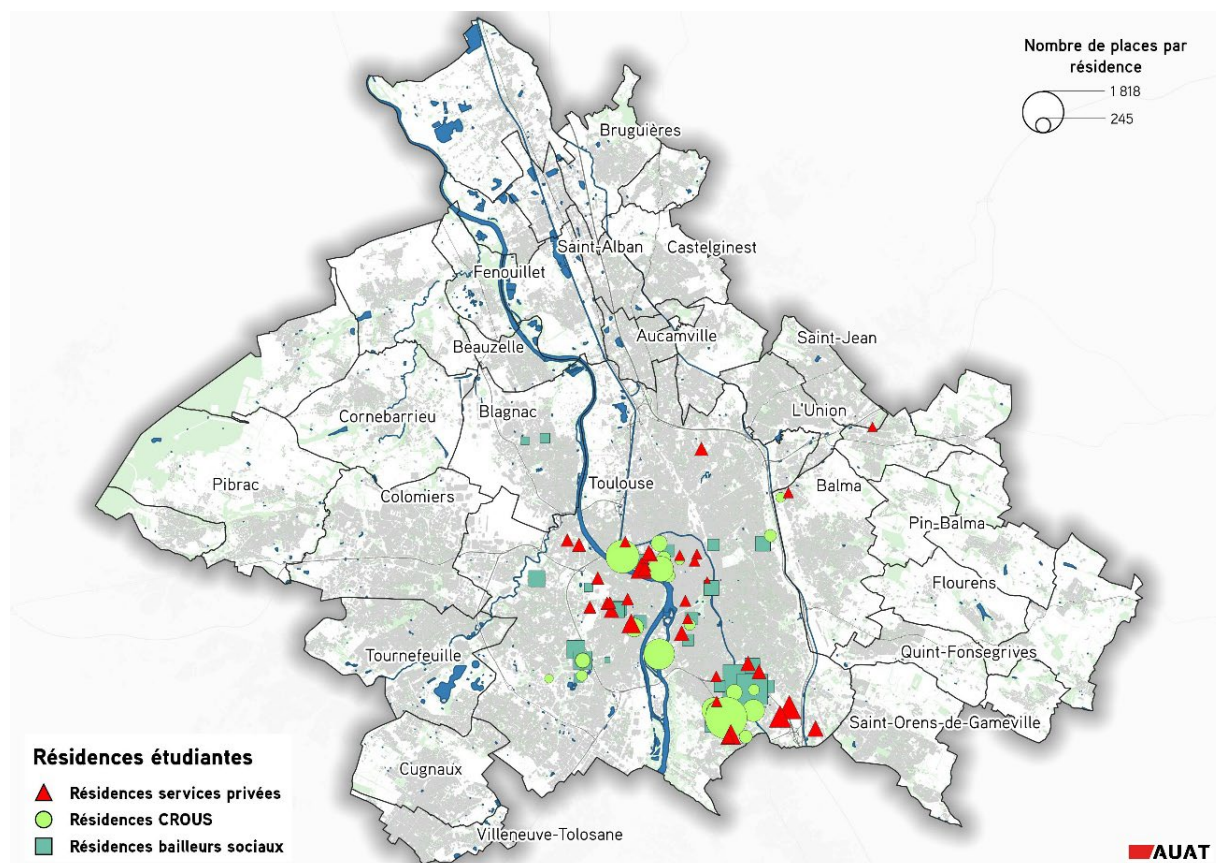 Nombre de places par
résidence
1 818
245
Bruguières
Saint-Alban
Castelginest
Fenouillet
Aucamville
Saint-Jean
Beauzelle
L'Union
Cornebarrieu
Blagnac
Pibrac
Colomiers
Toulouse
Balma
Pin-Balma
Flourens
Quint-Fonsegrives
Tournefeuille
Saint-Orens-de-Gameville
Cugnaux
Villeneuve-Tolosane
Résidences étudiantes
Résidences services privées
Résidences CROUS
Résidences bailleurs sociaux
AUAT